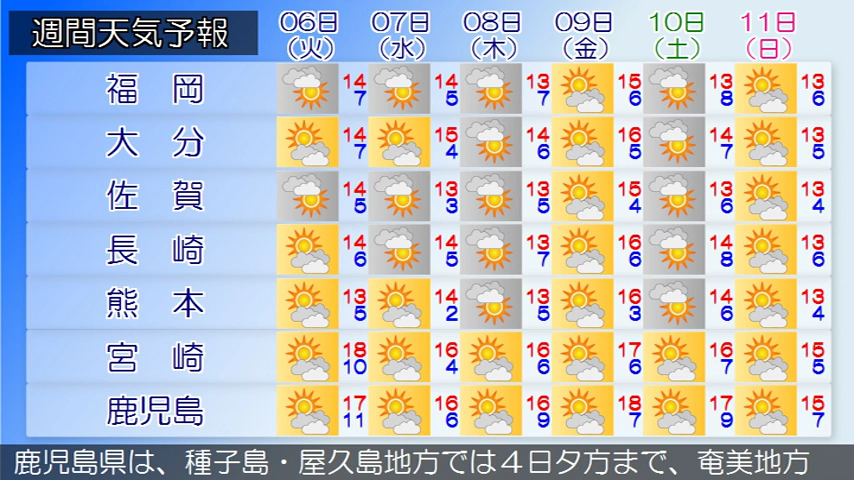 週間天気予報 06日 07日 08日 09日 10日 11日
(火) (水) (木) (金) (土) (日)
福岡 14 14 13 15 13 13
7 5 7 6 8 6
大分 14 15 14 16 14 13
7 4 6 5 7 5
佐賀 14 13 13 15 13 13
5 3 5 4 6 4
長崎 14 14 13 16 14 13
6 5 7 6 8 6
熊本 13 14 13 16 14 13
5 2 5 3 6 4
宮崎 18 16 16 17 16 15
10 4 6 6 7 5
鹿児島 17 16 16 18 17 15
11 6 9 7 9 7
鹿児島県は、種子島・屋久島地方では4日夕方まで、奄美地方